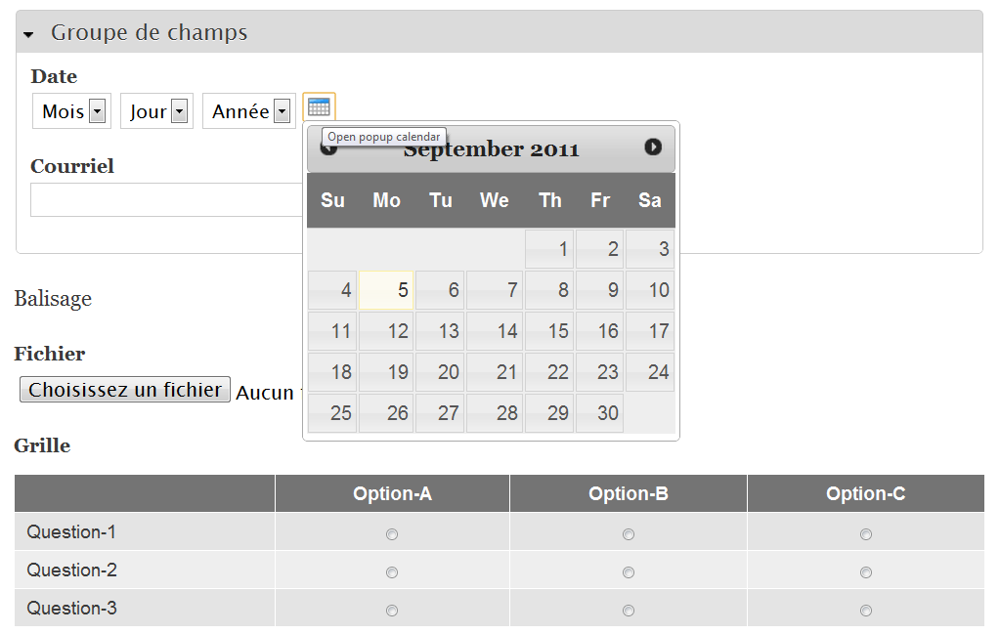 Groupe de champs
Date
Mois Jour Année
Open popup calendar
September 2011
Courriel
Su Mo Tu We Th Fr Sa
1 2 3
4 5 6 7 8 9 10
11 12 13 14 15 16 17
18 19 20 21 22 23 24
25 26 27 28 29 30
Balisage
Fichier
Choisissez un fichier Aucun
Grille
Option-A Option-B Option-C
Question-1
Question-2
Question-3